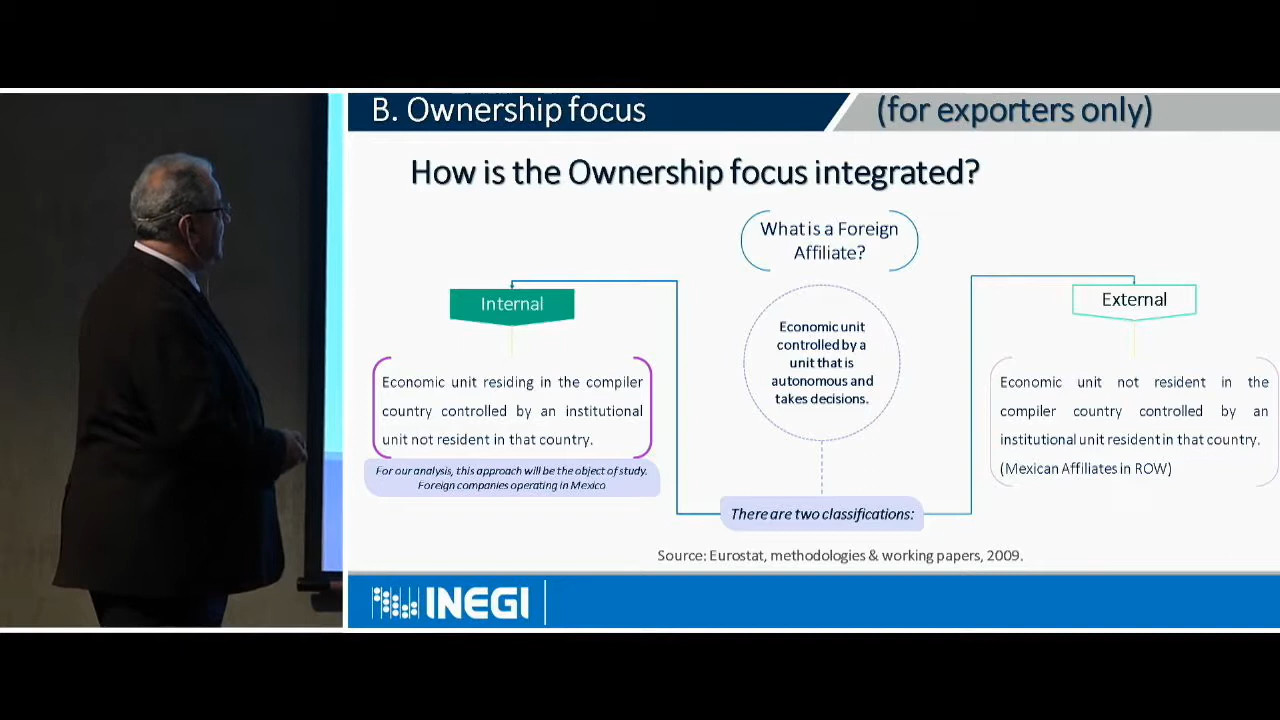 B. Ownership focus
(for exporters only)
How is the Ownership focus integrated?
What is a Foreign
Affiliate?
Internal
External
Economic unit
controlled by a
unit that is
autonomous and
takes decisions.
Economic unit residing in the compiler
country controlled by an institutional
unit not resident in that country.
For our analysis, this approach will be the object of study.
Foreign companies operating in Mexico
Economic unit not resident in the
compiler country controlled by an
institutional unit resident in that country.
(Mexican Affiliates in ROW)
There are two classifications:
Source: Eurostat, methodologies & working papers, 2009.
INEGI